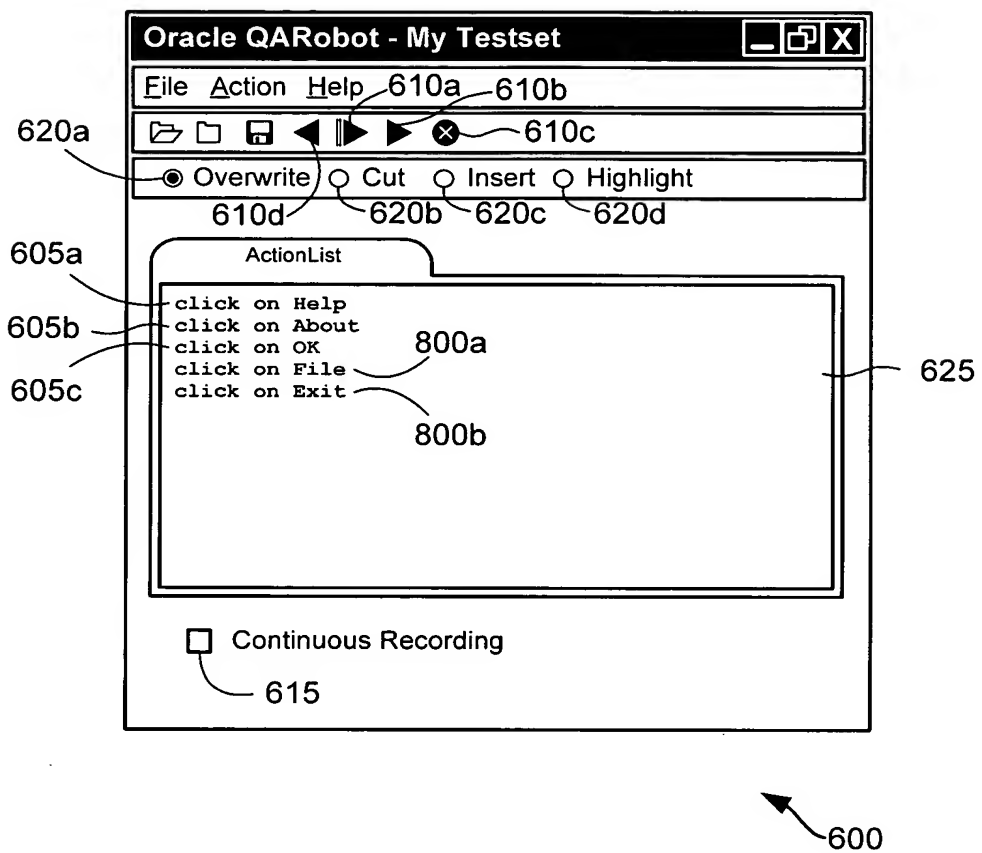 Oracle QARobot - My Testset
File Action Help 610a 610b
620a 610c
Overwrite Cut Insert Highlight
610d 620b 620c 620d
605a ActionList
click on Help
605b click on About
click on OK 800a
605c click on File 625
click on Exit
800b
Continuous Recording
615
600